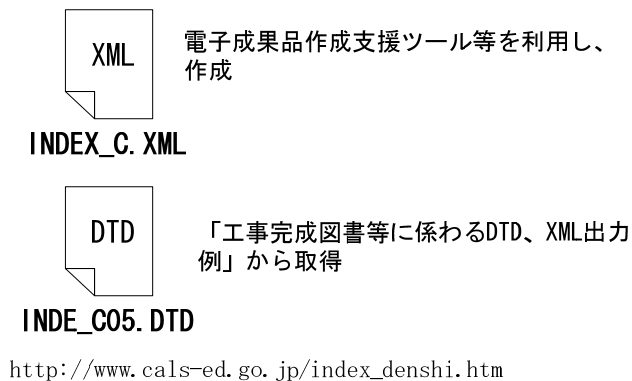 XML
電子成果品作成支援ツール等を利用し、
作成
INDEX_C.XML
DTD
「工事完成図書等に係わるDTD、XML出力
例」から取得
INDE_C05.DTD
http://www.cals-ed.go.jp/index_denshi.htm